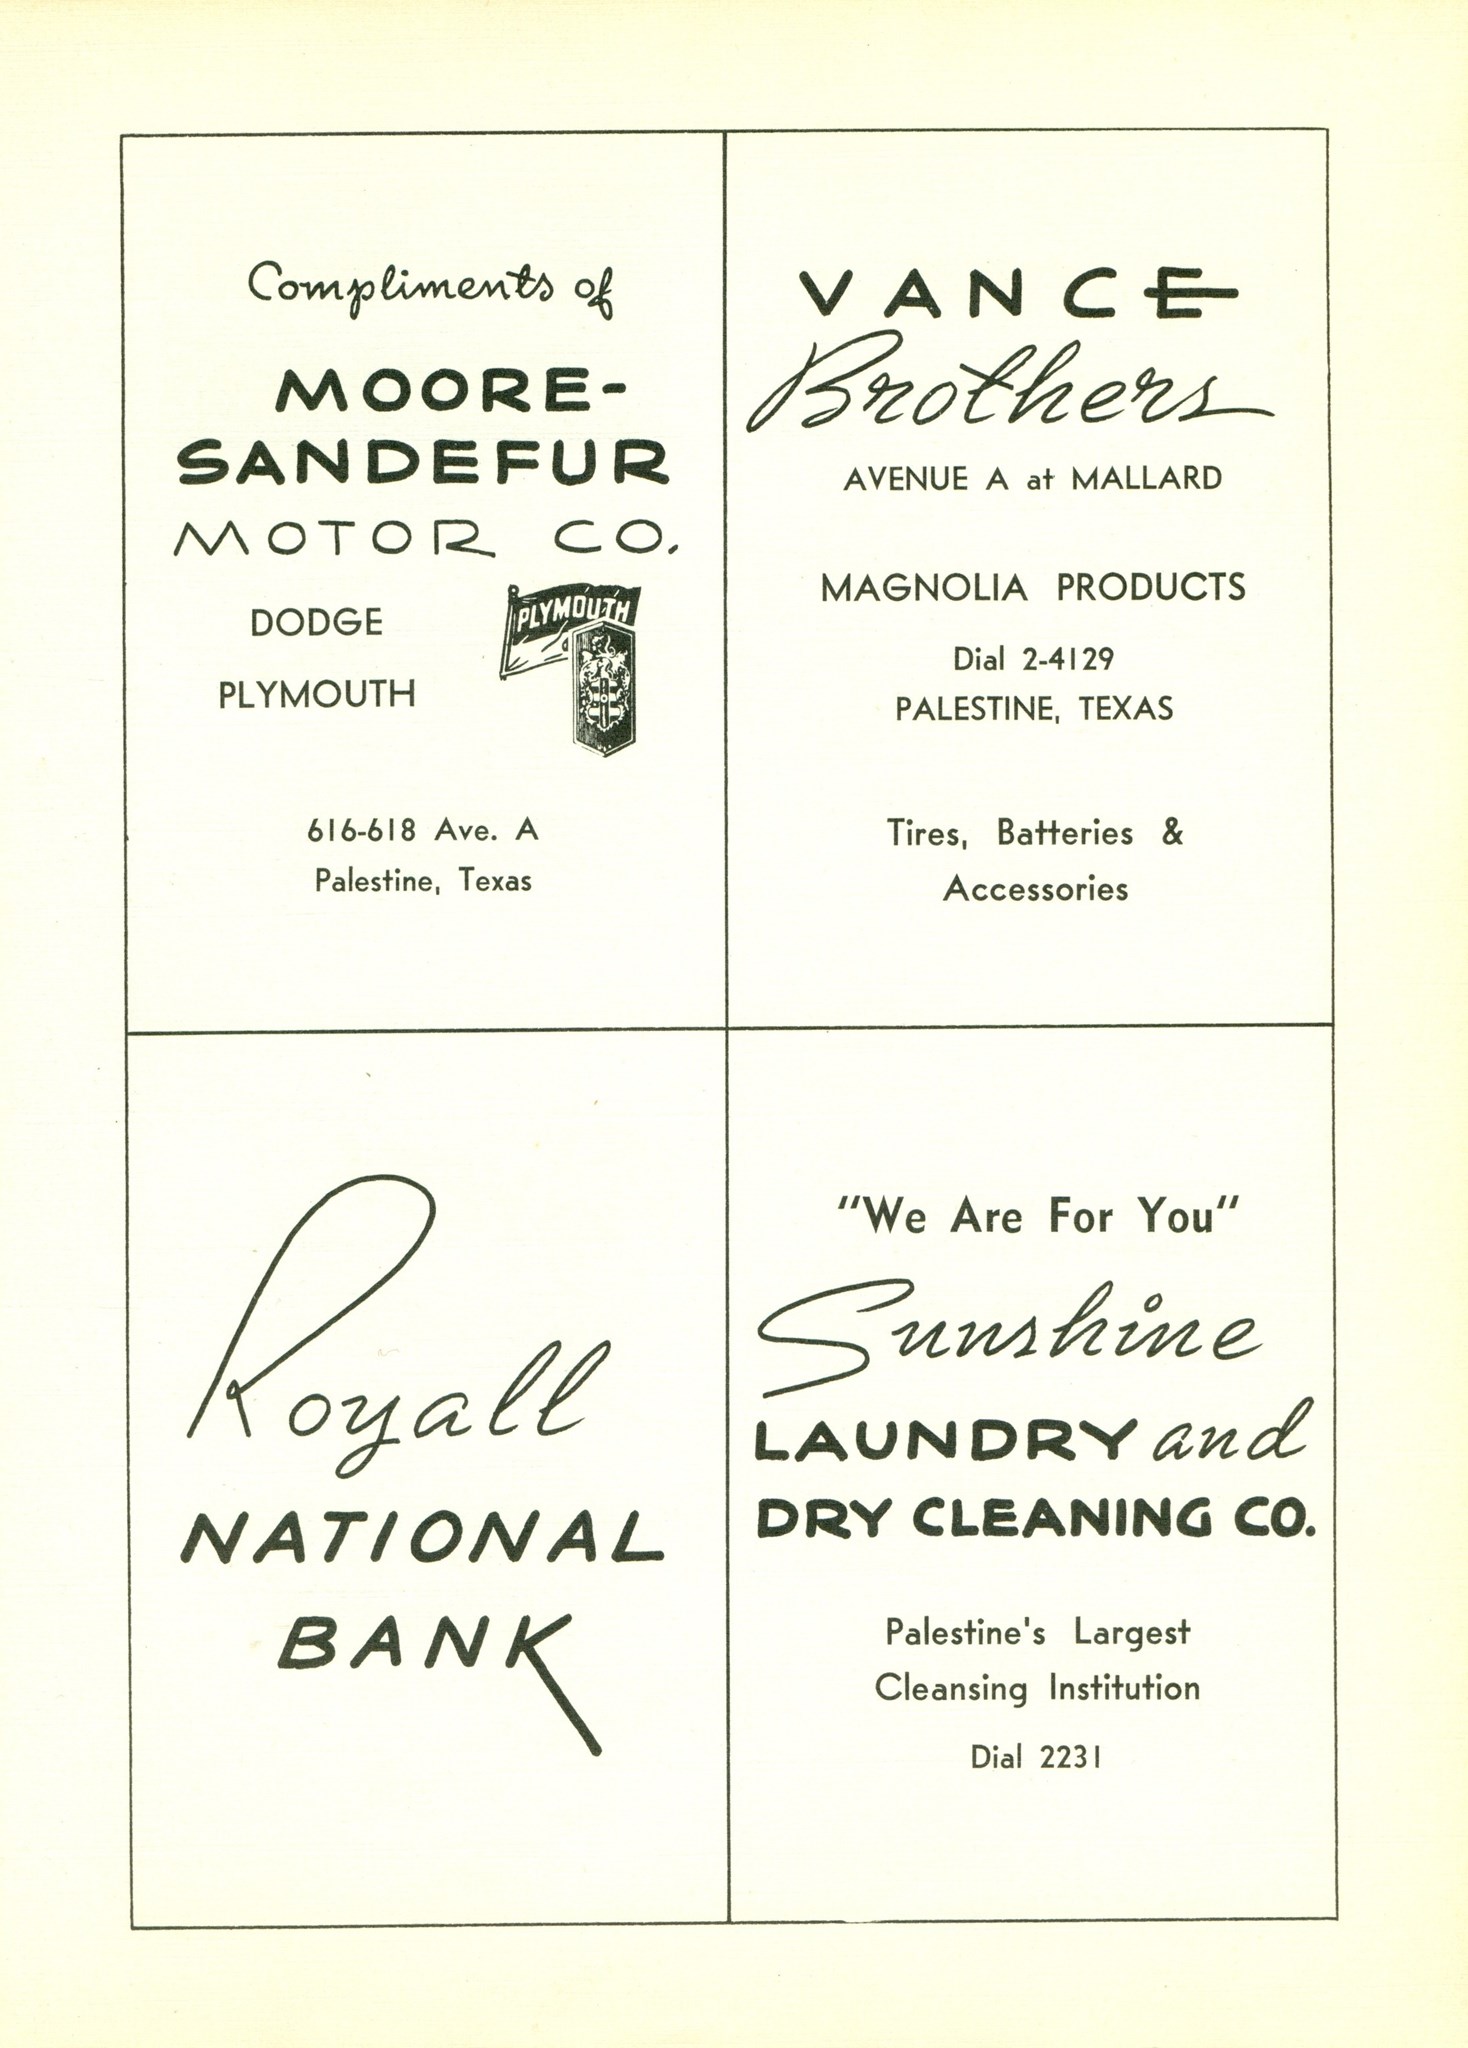 Compliments of
MOORE-
SANDEFUR
MOTOR CO.
DODGE
PLYMOUTH
PLYMOUTH
616-618 Ave. A
Palestine, Texas
VANCE
Brothers
AVENUE A at MALLARD
MAGNOLIA PRODUCTS
Dial 2-4129
PALESTINE, TEXAS
Tires, Batteries &
Accessories
Royall
NATIONAL
BANK
"We Are For You"
Sunshine
LAUNDRY and
DRY CLEANING CO.
Palestine's Largest
Cleansing Institution
Dial 2231